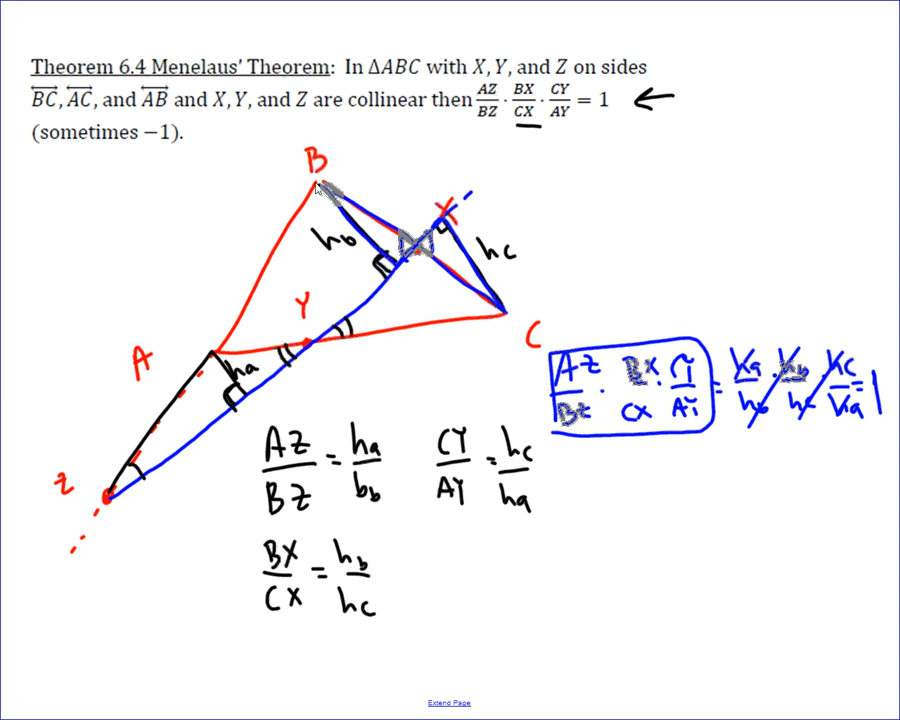 Theorem 6.4 Menelaus' Theorem: In ΔABC with X, Y, and Z on sides
BC, AC, and AB and X, Y, and Z are collinear then AZ/BZ · BX/CX · CY/AY = 1
(sometimes −1).
B
X
hb
hc
Y
C
A
ha
Z
AZ/BZ · BX/CX · CY/AY = ha/hb · hb/hc · hc/ha = 1
AZ/BZ = ha/bb CY/AY = hc/ha
BX/CX = hb/hc
Extend Page